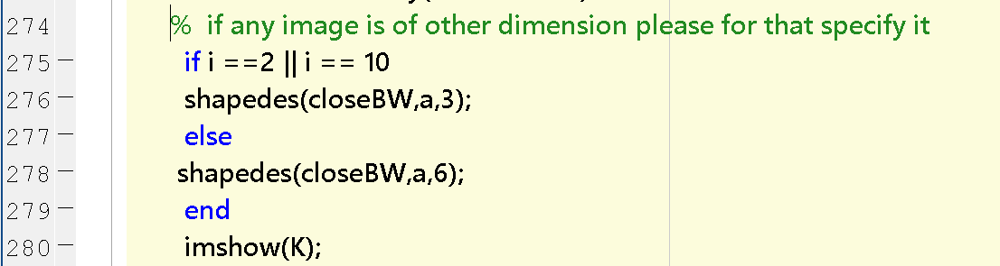 274 % if any image is of other dimension please for that specify it
275 – if i ==2 || i == 10
276 – shapedes(closeBW,a,3);
277 – else
278 – shapedes(closeBW,a,6);
279 – end
280 – imshow(K);